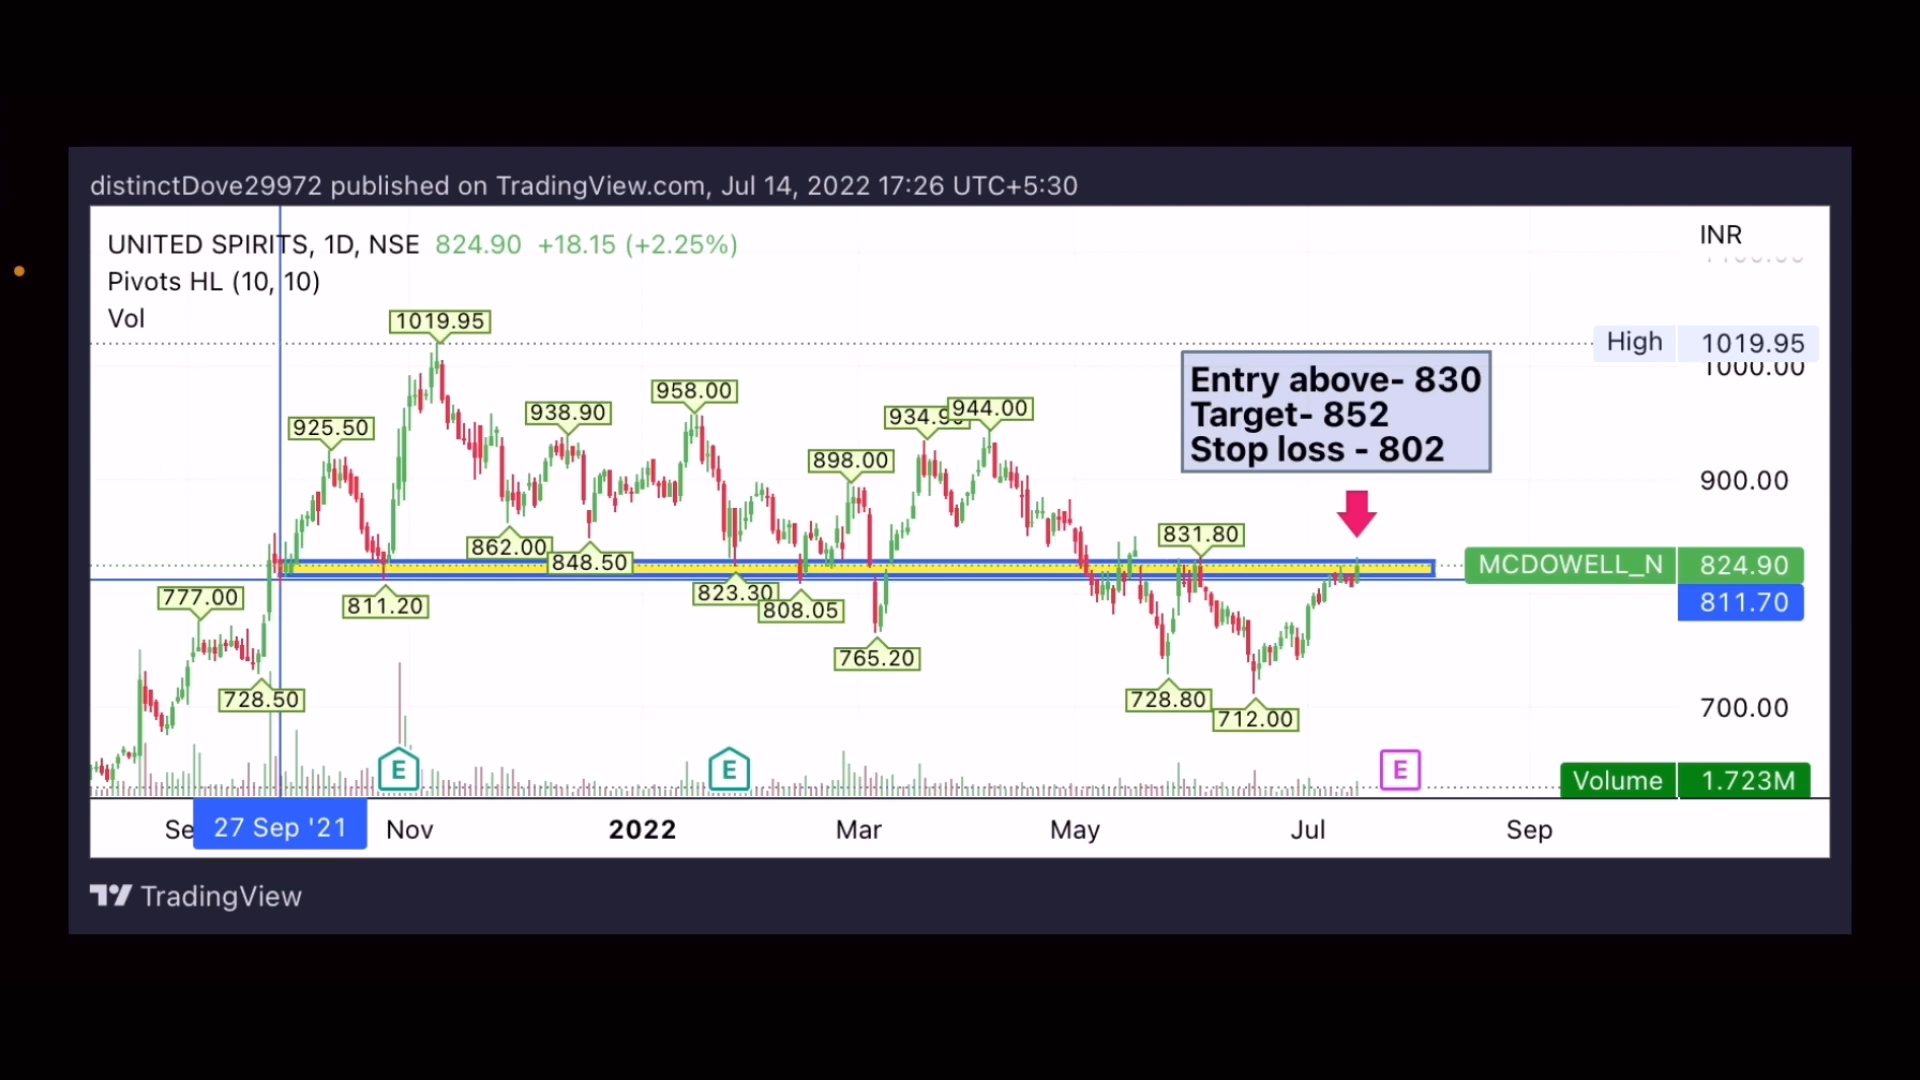 distinctDove29972 published on TradingView.com, Jul 14, 2022 17:26 UTC+5:30
UNITED SPIRITS, 1D, NSE 824.90 +18.15 (+2.25%)
INR
Pivots HL (10, 10)
Vol
1019.95
High 1019.95
1000.00
Entry above- 830
Target- 852
Stop loss - 802
958.00
938.90
944.00
925.50
898.00
900.00
831.80
862.00
848.50
MCDOWELL_N 824.90
811.70
777.00
811.20
823.30
808.05
765.20
728.50
728.80
712.00
700.00
E
E
E
Volume 1.723M
Se 27 Sep '21 Nov 2022 Mar May Jul Sep
TradingView